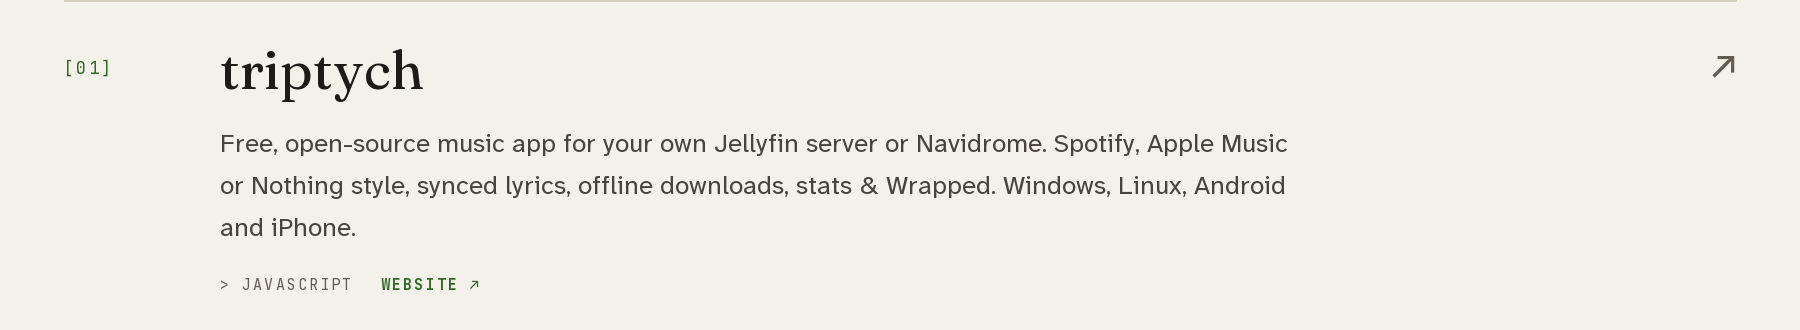 [01]
triptych
↗
Free, open-source music app for your own Jellyfin server or Navidrome. Spotify, Apple Music
or Nothing style, synced lyrics, offline downloads, stats & Wrapped. Windows, Linux, Android
and iPhone.
> JAVASCRIPT WEBSITE ↗